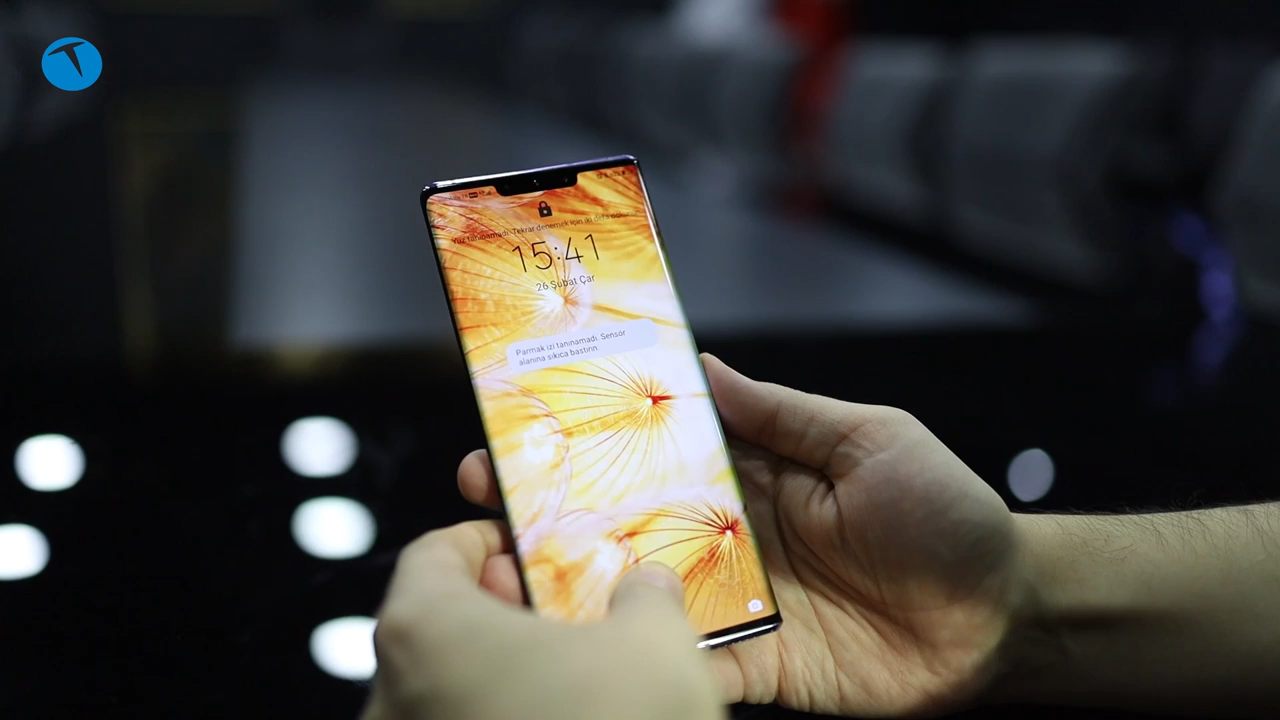 Yüz tanınamadı. Tekrar denemek için iki defa
15:41
26 Şubat Çar
Parmak izi tanınamadı. Sensör
alanına sıkıca bastırın.